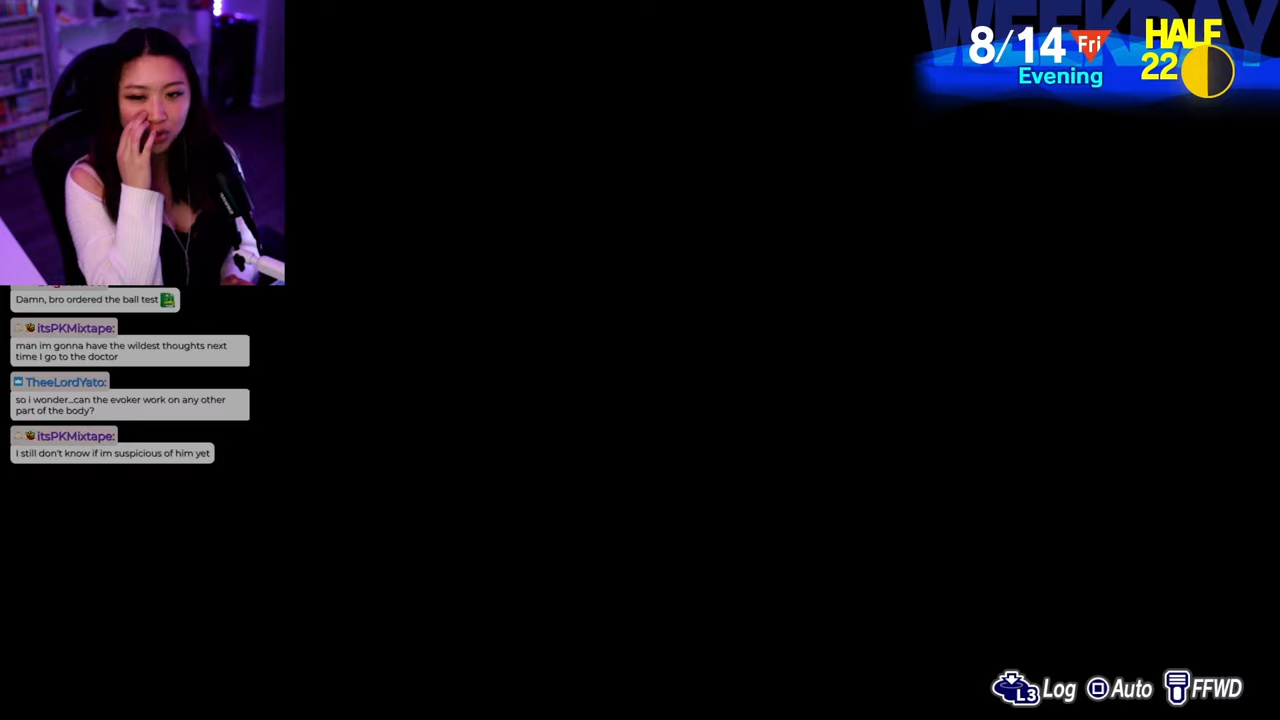 WEEKDAY
8/14 Fri
Evening
HALF
22
Damn, bro ordered the ball test
itsPKMixtape:
man im gonna have the wildest thoughts next
time I go to the doctor
TheeLordYato:
so i wonder...can the evoker work on any other
part of the body?
itsPKMixtape:
I still don't know if im suspicious of him yet
L3 Log Auto FFWD